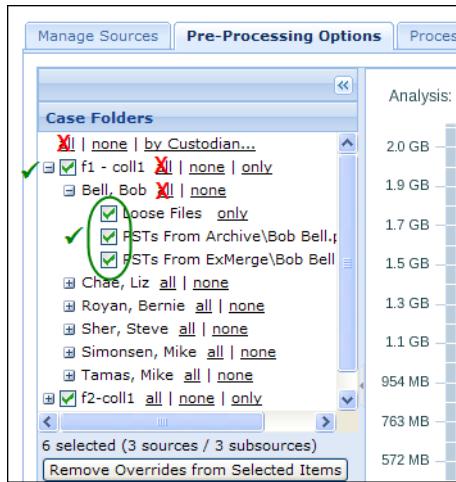 Manage Sources
Pre-Processing Options
Proces
Analysis:
Case Folders
all | none | by Custodian...
f1 - coll1 all | none | only
Bell, Bob all | none
Loose Files only
PSTs From Archive\Bob Bell.p
PSTs From ExMerge\Bob Bell
Chae, Liz all | none
Royan, Bernie all | none
Sher, Steve all | none
Simonsen, Mike all | none
Tamas, Mike all | none
f2-coll1 all | none | only
6 selected (3 sources / 3 subsources)
Remove Overrides from Selected Items
2.0 GB
1.9 GB
1.7 GB
1.5 GB
1.3 GB
1.1 GB
954 MB
763 MB
572 MB